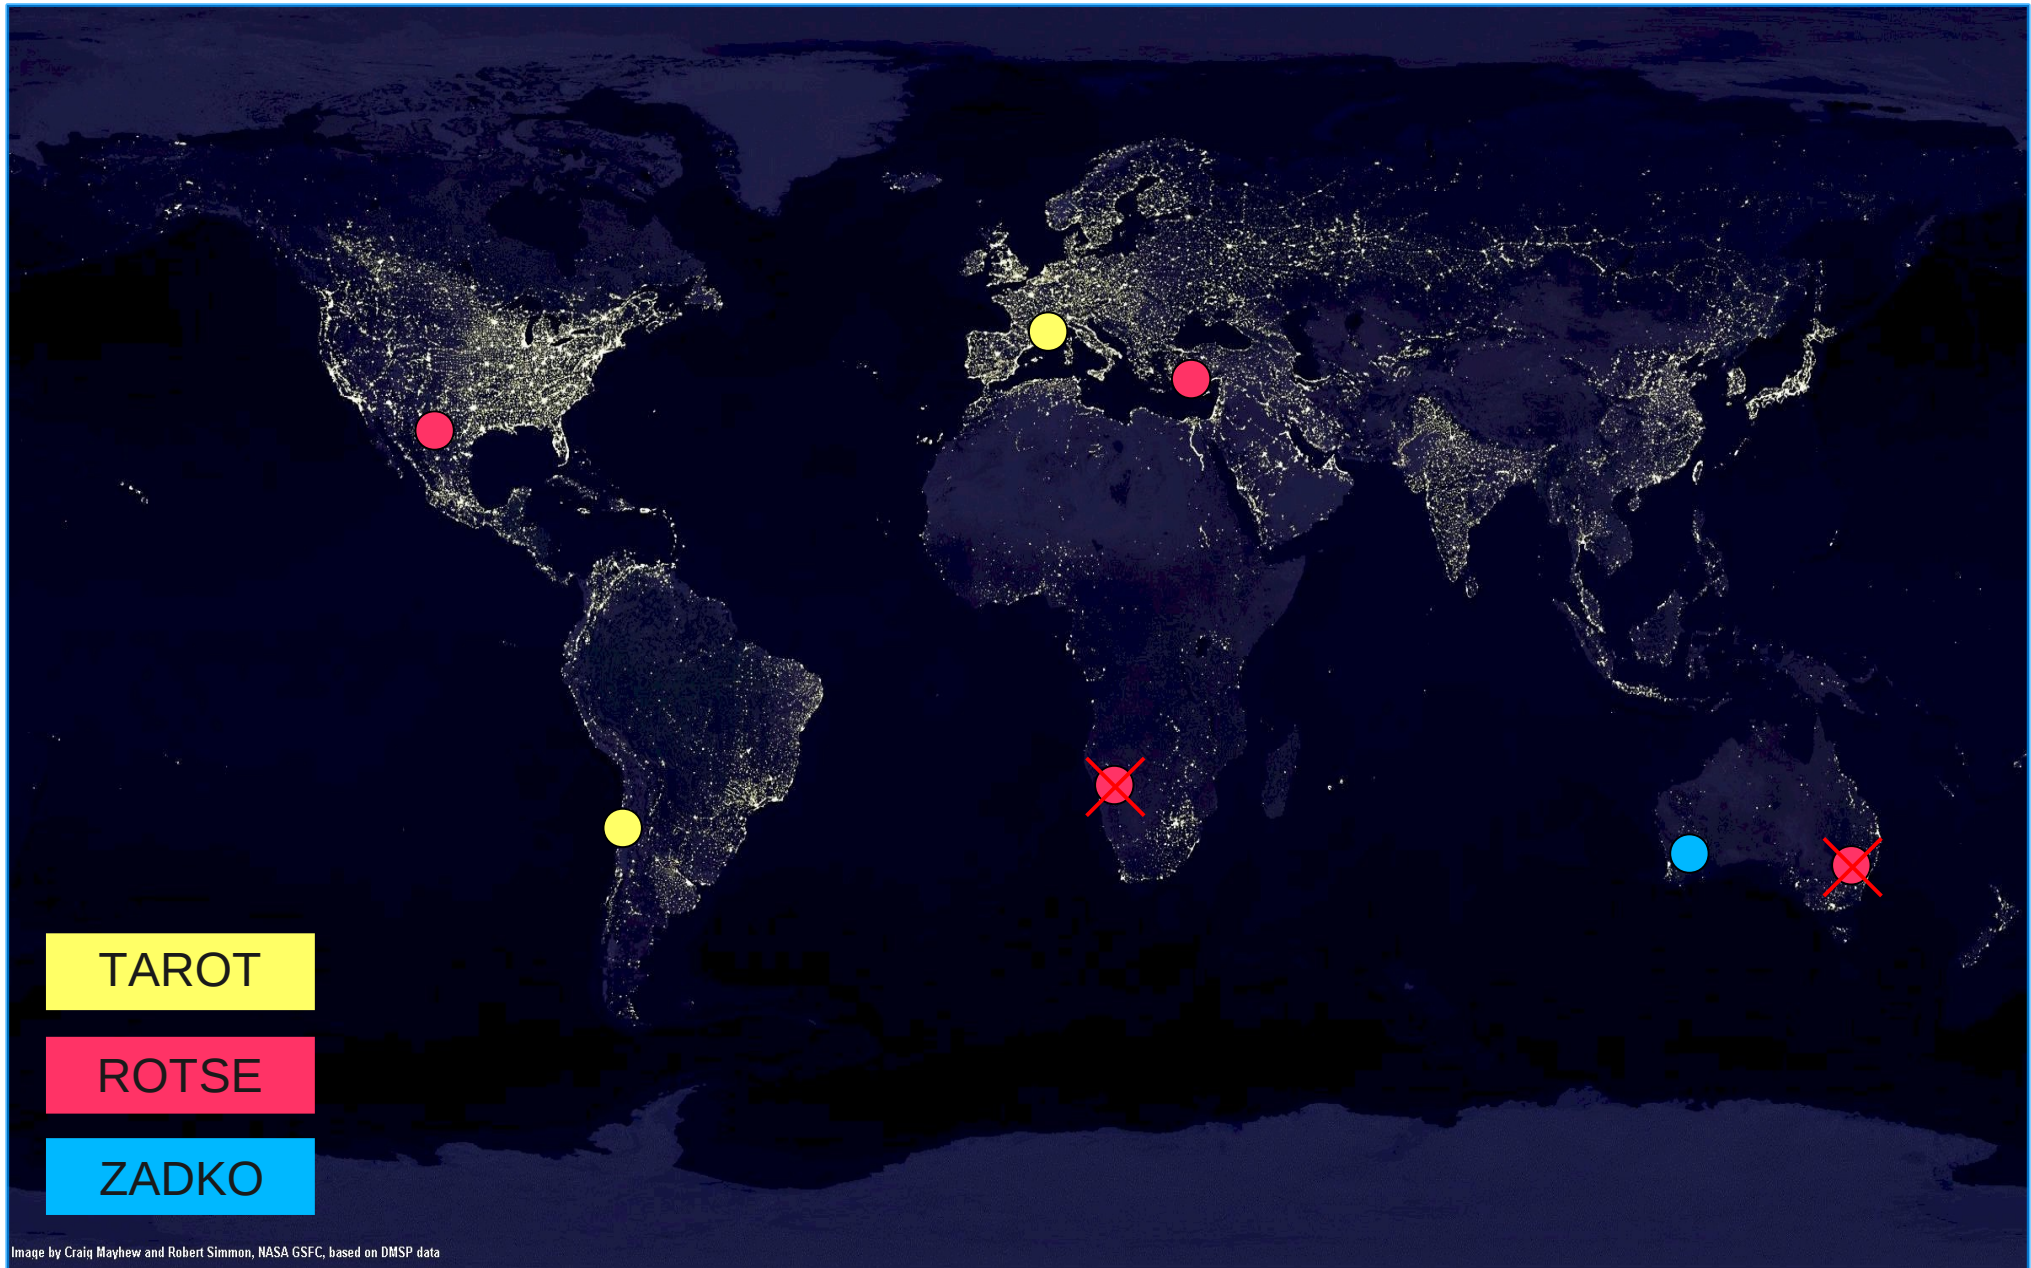 TAROT
ROTSE
ZADKO
Image by Craig Mayhew and Robert Simmon, NASA GSFC, based on DMSP data